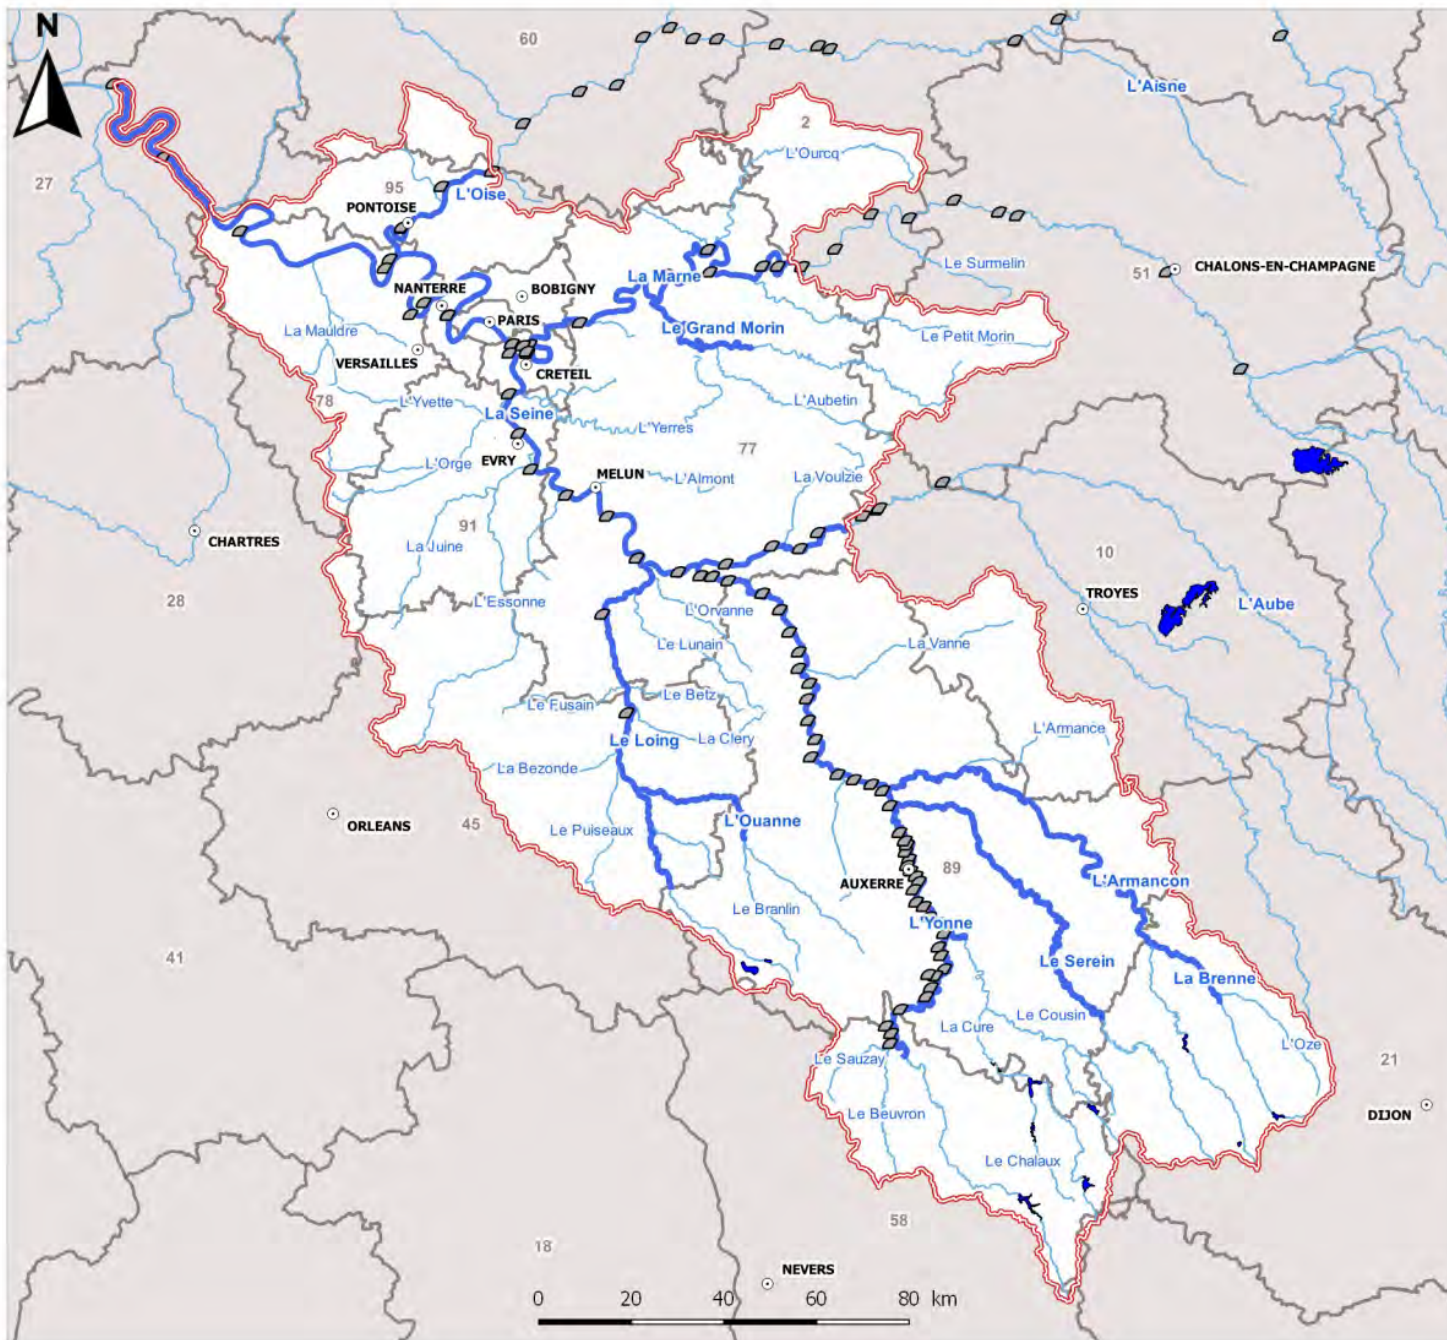 N
60
L'Aisne
2
L'Ourcq
27
95
L'Oise
PONTOISE
Le Surmelin
51
CHALONS-EN-CHAMPAGNE
La Marne
NANTERRE
BOBIGNY
PARIS
Le Grand Morin
La Mauldre
Le Petit Morin
VERSAILLES
CRETEIL
78
L'Yvette
La Seine
L'Aubetin
L'Yerres
77
EVRY
L'Orge
MELUN
L'Almont
La Voulzie
91
CHARTRES
La Juine
10
28
L'Essonne
L'Orvanne
TROYES
L'Aube
Le Lunain
La Vanne
Le Fusain
Le Betz
Le Loing
La Clery
L'Armance
La Bezonde
ORLEANS
45
Le Puiseaux
L'Ouanne
AUXERRE
89
L'Armancon
Le Branlin
L'Yonne
41
Le Serein
La Brenne
La Cure
Le Cousin
L'Oze
Le Sauzay
21
Le Beuvron
DIJON
Le Chalaux
58
18
NEVERS
0 20 40 60 80 km